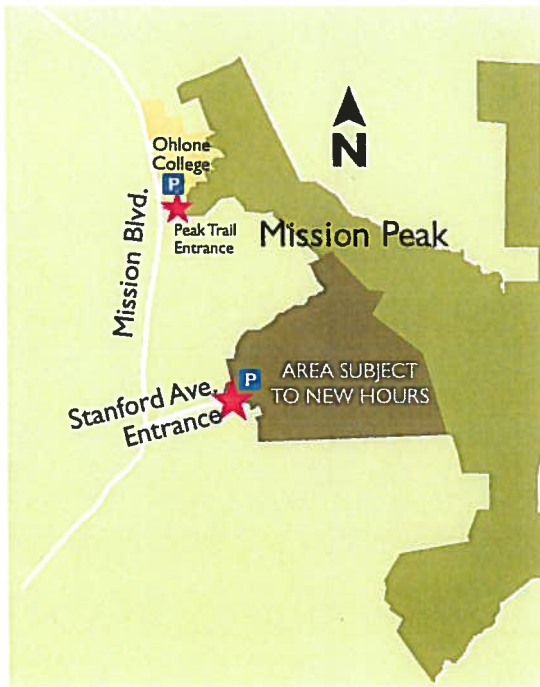 Ohlone
College
P
N
Mission Blvd.
Peak Trail
Entrance
Mission Peak
P
AREA SUBJECT
TO NEW HOURS
Stanford Ave.
Entrance